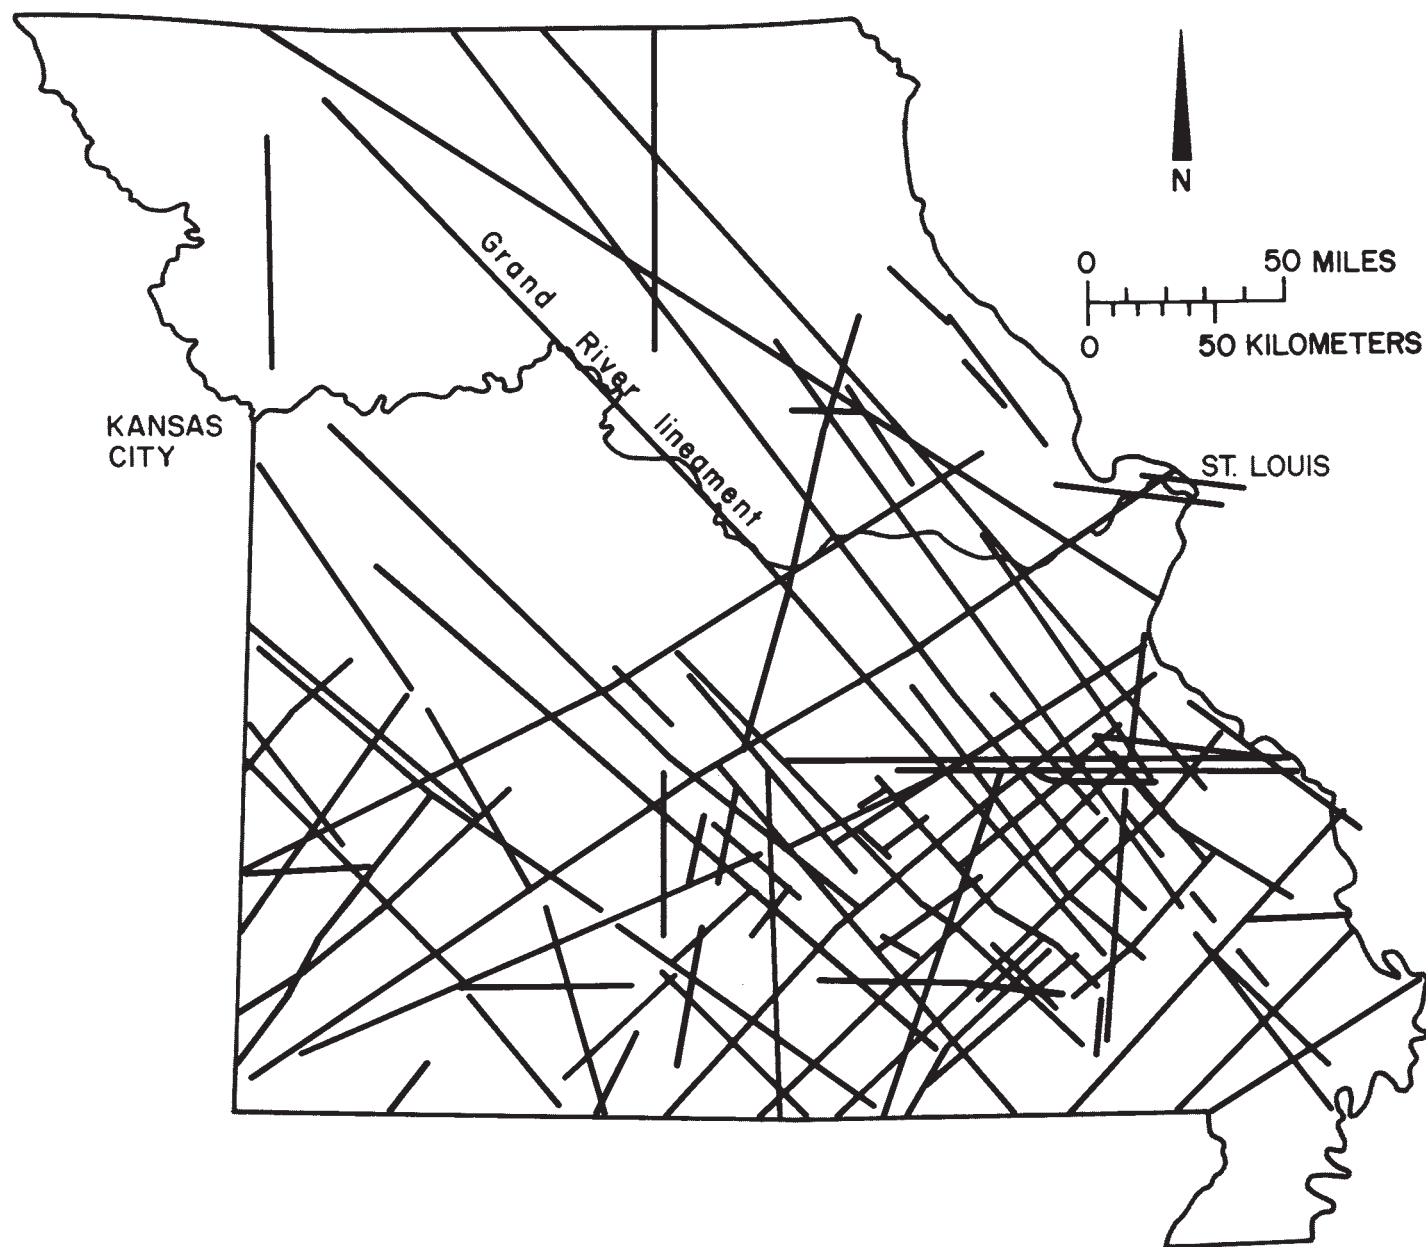 N
0 50 MILES
0 50 KILOMETERS
Grand River lineament
KANSAS
CITY
ST. LOUIS